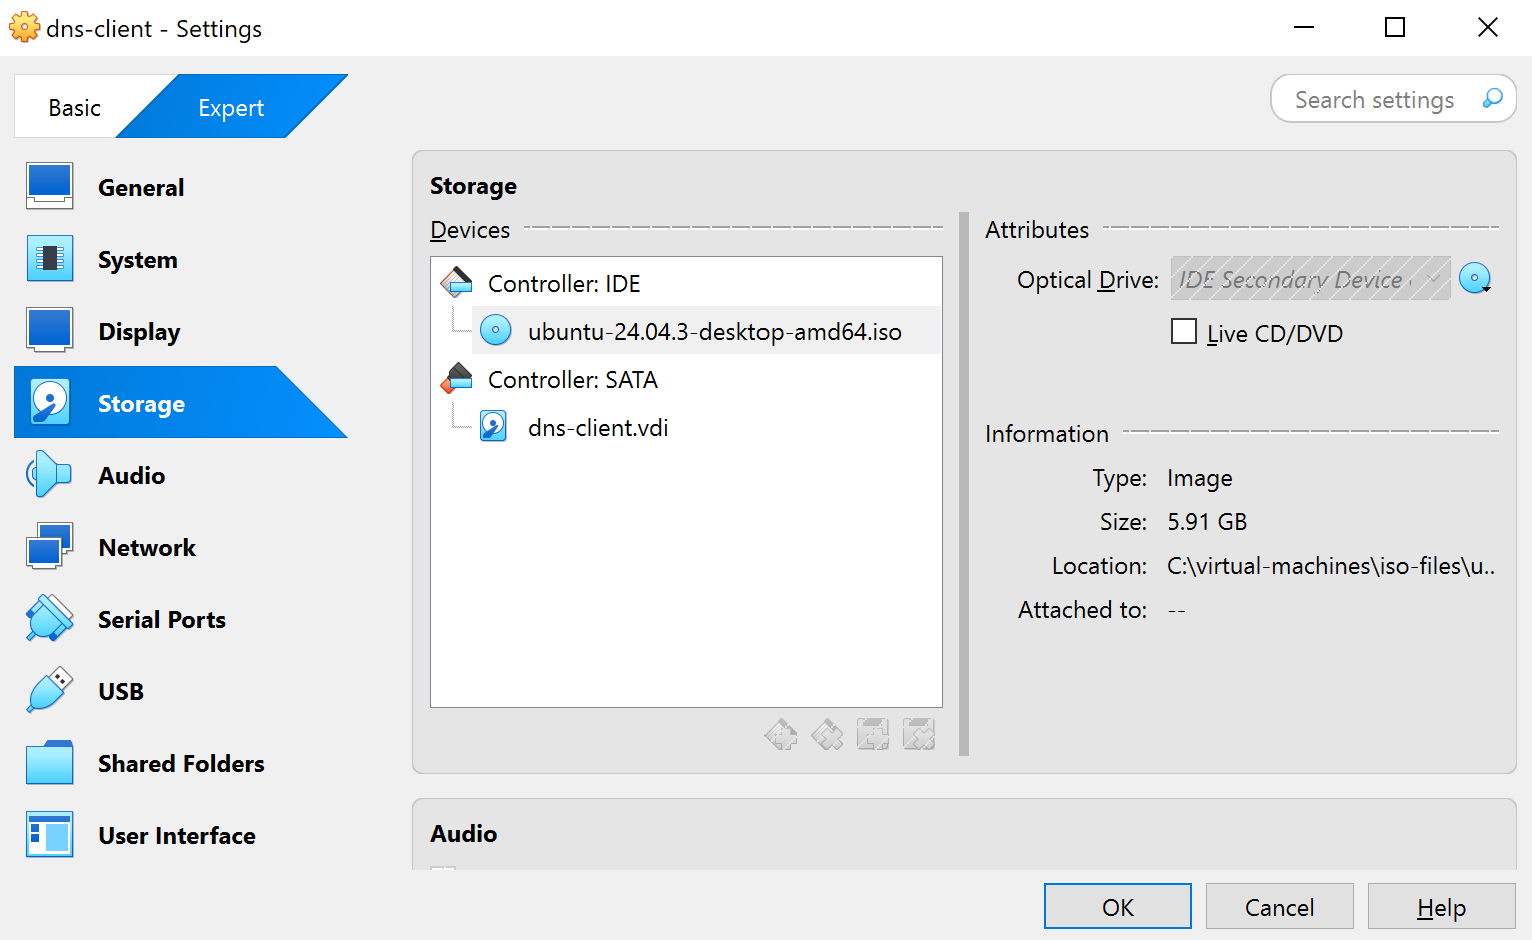 dns-client - Settings
Basic
Expert
Search settings
General
System
Display
Storage
Audio
Network
Serial Ports
USB
Shared Folders
User Interface
Storage
Devices
Controller: IDE
ubuntu-24.04.3-desktop-amd64.iso
Controller: SATA
dns-client.vdi
Attributes
Optical Drive: IDE Secondary Device
Live CD/DVD
Information
Type: Image
Size: 5.91 GB
Location: C:\virtual-machines\iso-files\u..
Attached to: --
Audio
OK
Cancel
Help